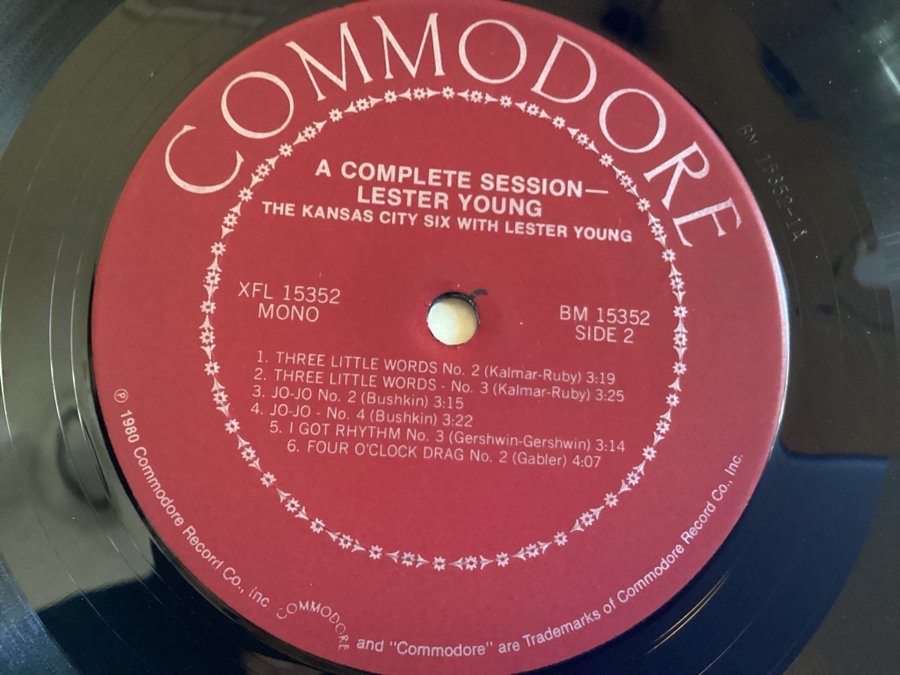 COMMODORE
A COMPLETE SESSION—
LESTER YOUNG
THE KANSAS CITY SIX WITH LESTER YOUNG
XFL 15352
MONO
BM 15352
SIDE 2
1. THREE LITTLE WORDS No. 2 (Kalmar-Ruby) 3:19
2. THREE LITTLE WORDS - No. 3 (Kalmar-Ruby) 3:25
3. JO-JO No. 2 (Bushkin) 3:15
4. JO-JO - No. 4 (Bushkin) 3:22
5. I GOT RHYTHM No. 3 (Gershwin-Gershwin) 3:14
6. FOUR O'CLOCK DRAG No. 2 (Gabler) 4:07
℗ 1980 Commodore Record Co., Inc COMMODORE and "Commodore" are Trademarks of Commodore Record Co., Inc.
BM 15352-1A